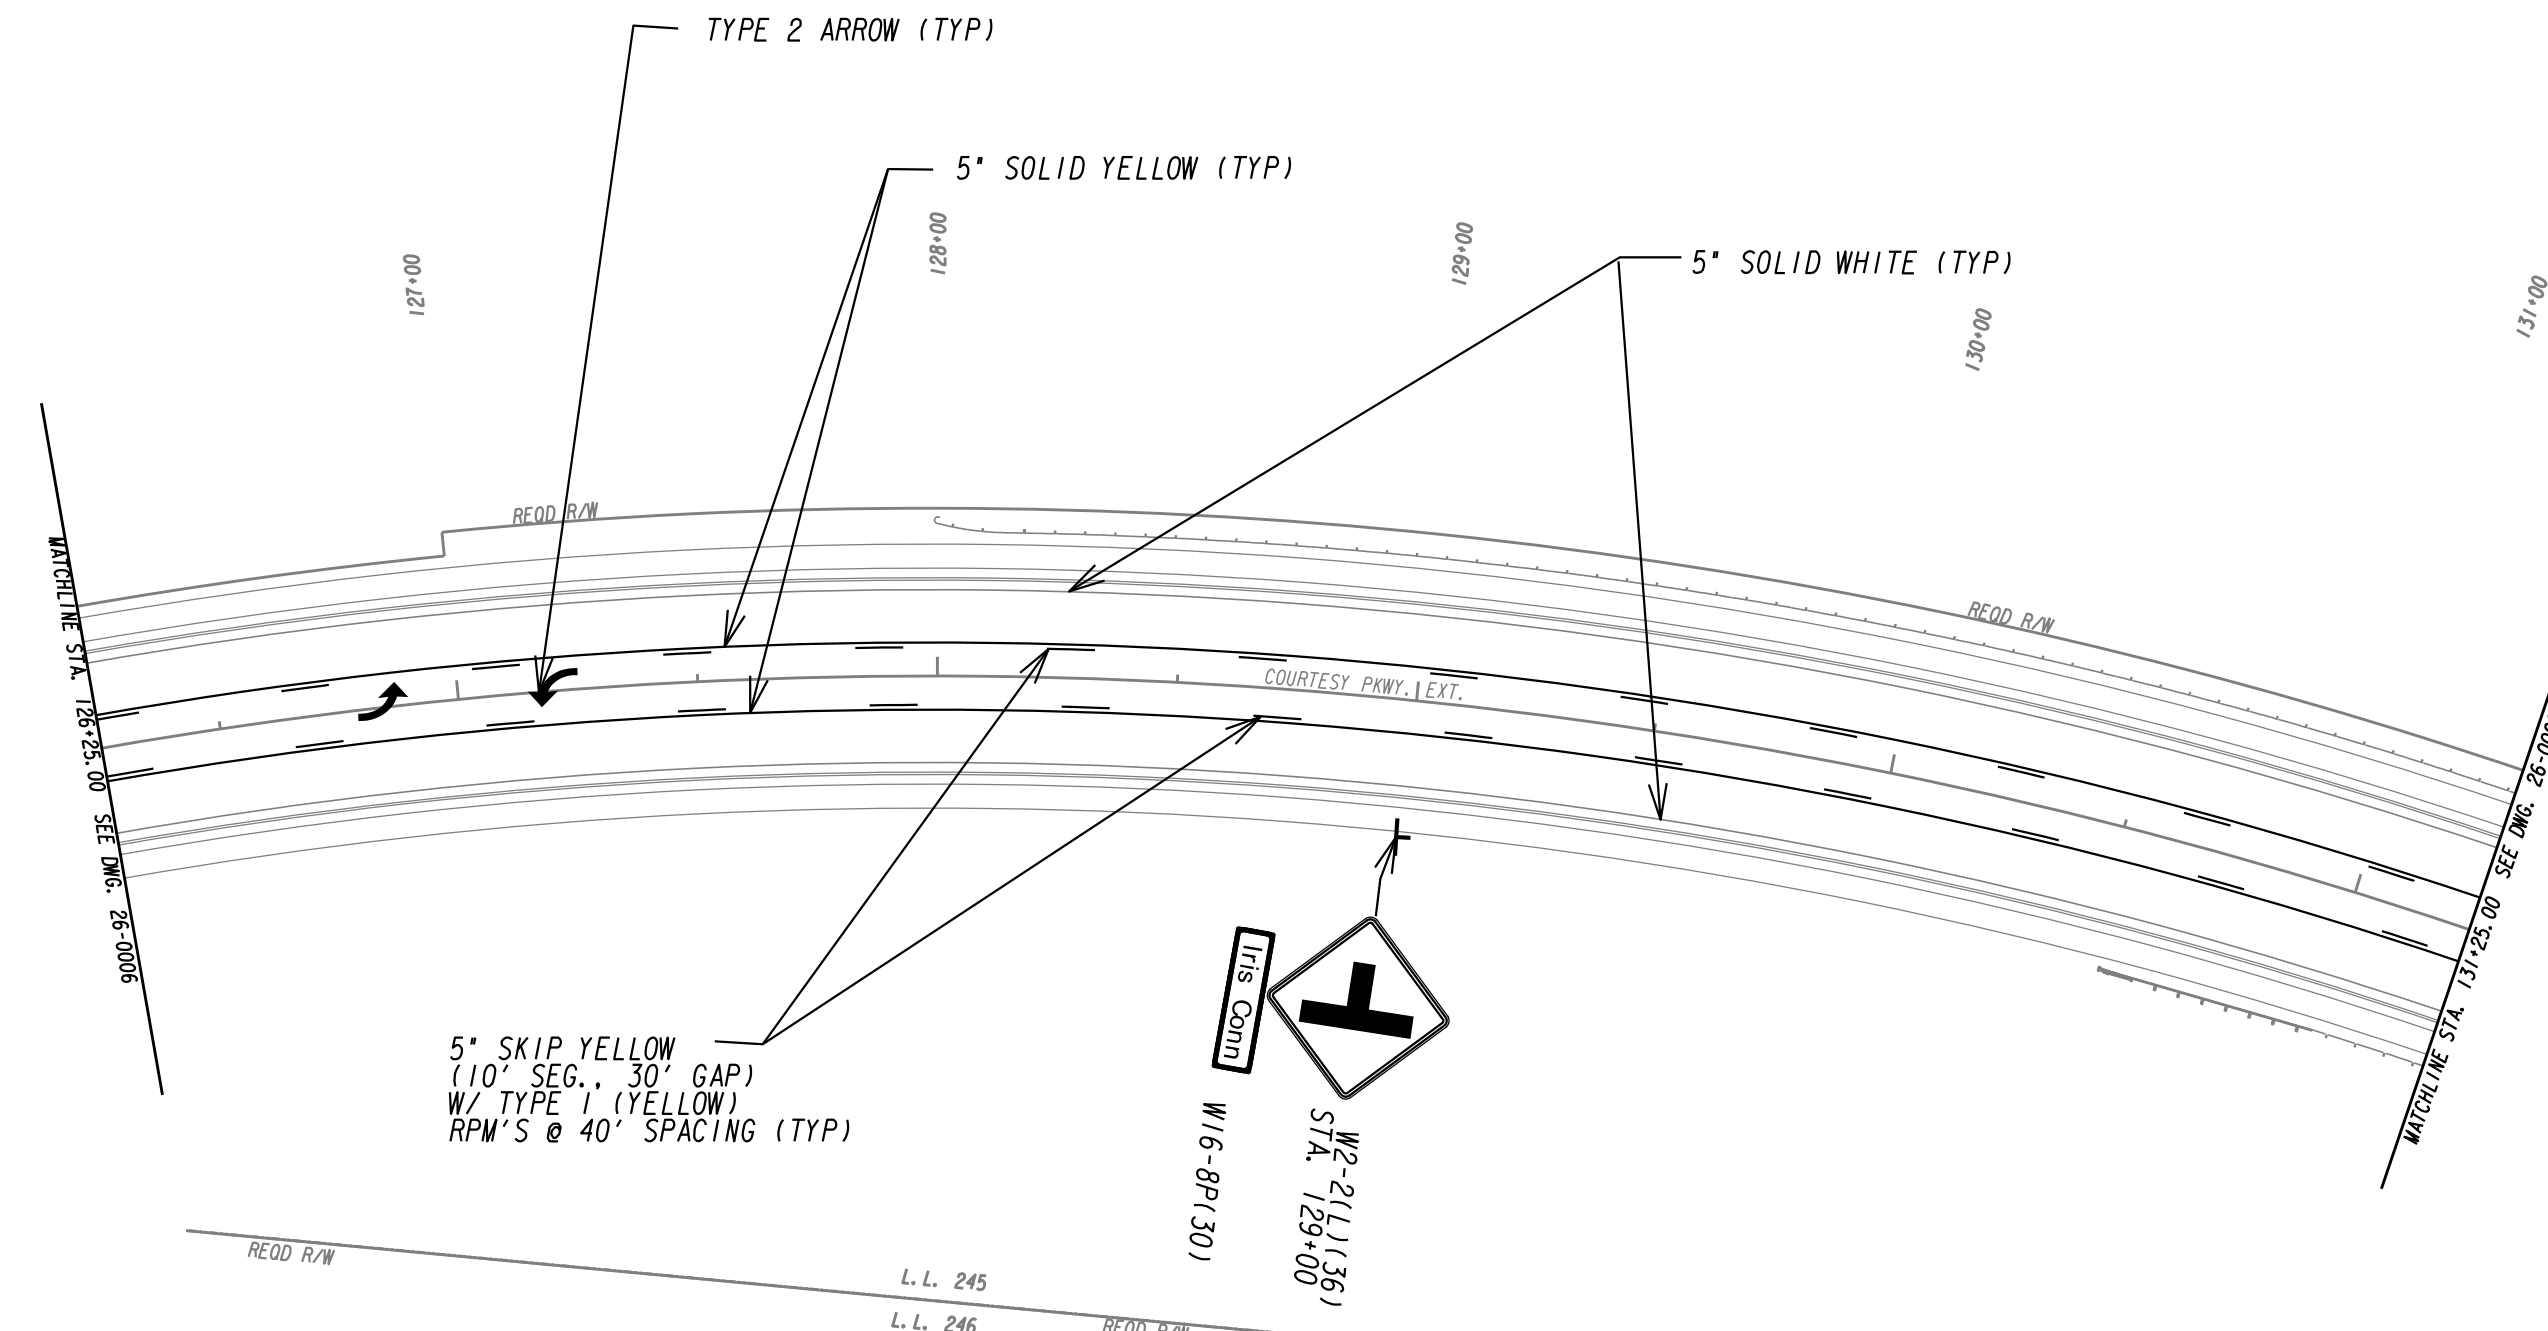 TYPE 2 ARROW (TYP)
5" SOLID YELLOW (TYP)
5" SOLID WHITE (TYP)
127+00
128+00
129+00
130+00
131+00
REQD R/W
REQD R/W
COURTESY PKWY. EXT.
MATCHLINE STA. 126+25.00 SEE DWG. 26-0006
MATCHLINE STA. 131+25.00 SEE DWG.
5" SKIP YELLOW
(10' SEG., 30' GAP)
W/ TYPE 1 (YELLOW)
RPM'S @ 40' SPACING (TYP)
Iris Conn
W16-8P(30)
W2-2(L)(36)
STA. 129+00
REQD R/W
L.L. 245
L.L. 246
REQD R/W